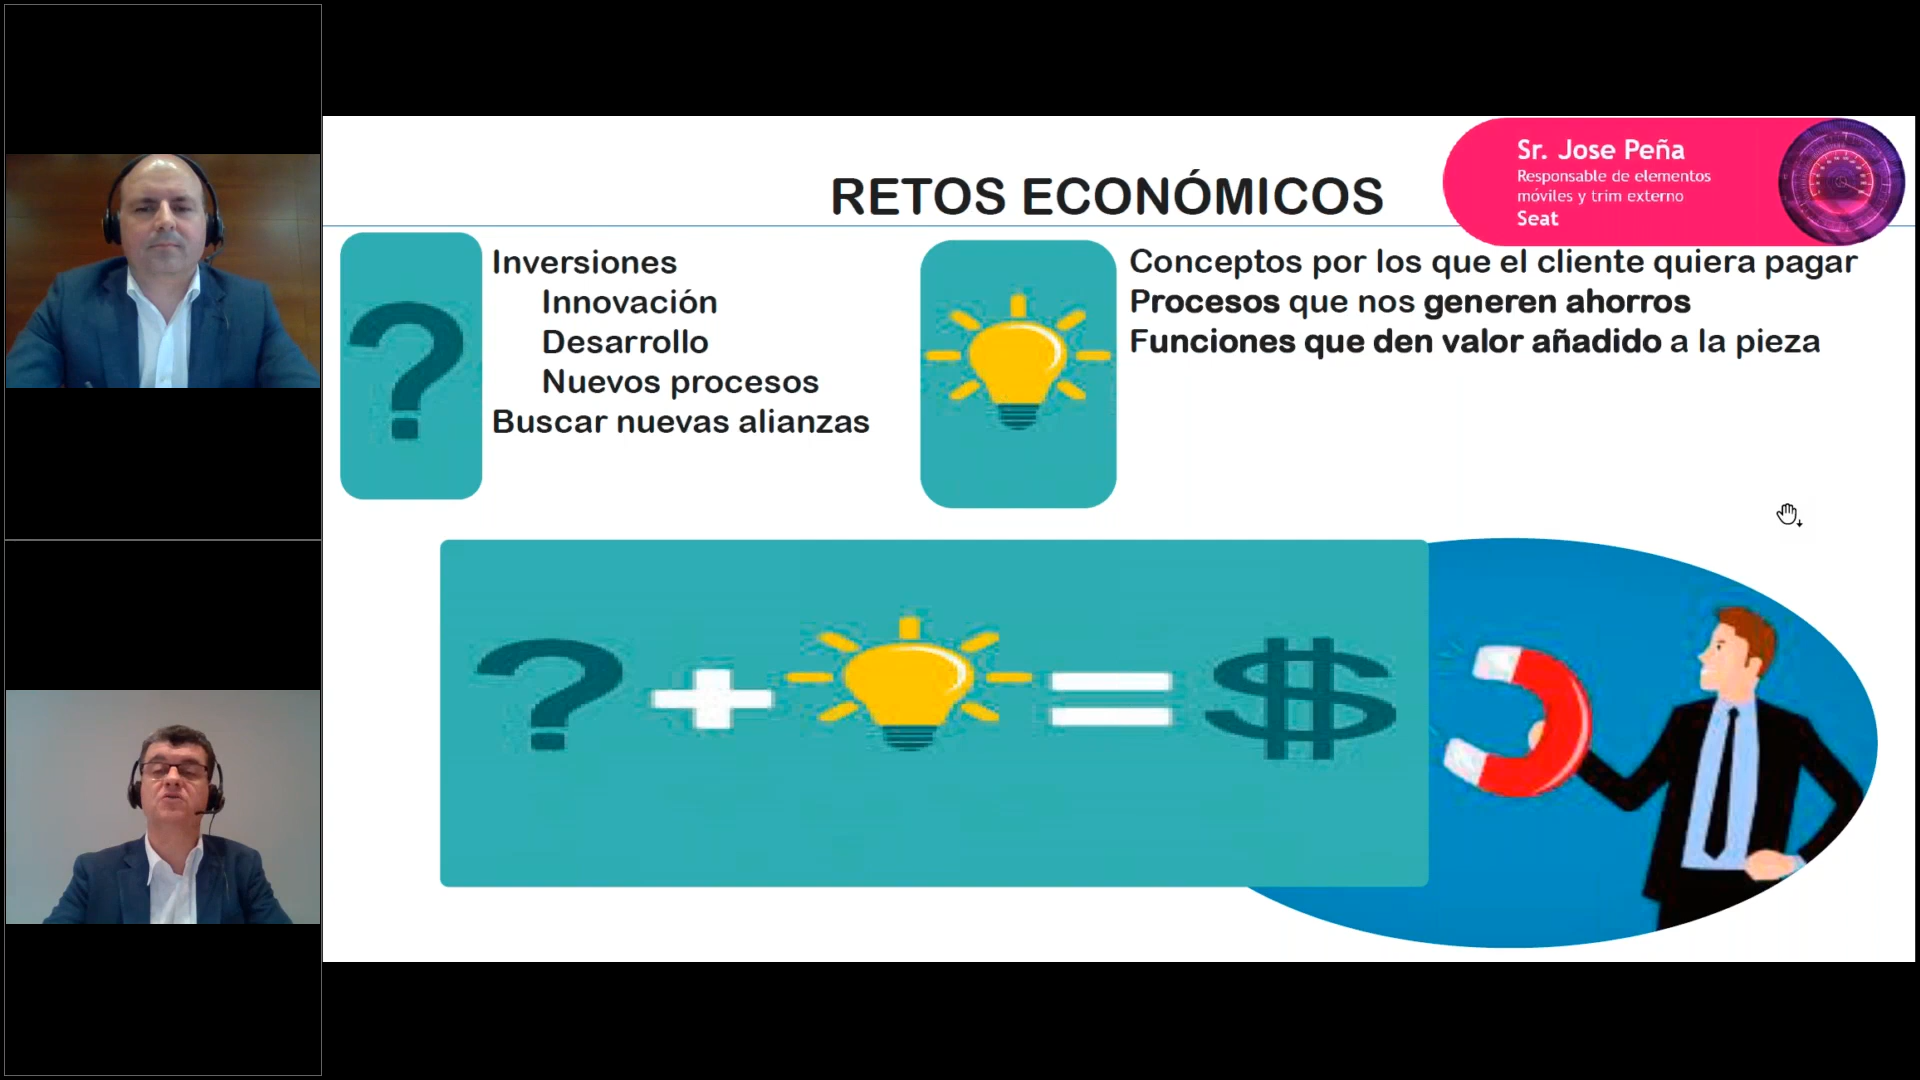 RETOS ECONÓMICOS
Sr. Jose Peña
Responsable de elementos
móviles y trim externo
Seat
Inversiones
Innovación
Desarrollo
Nuevos procesos
Buscar nuevas alianzas
Conceptos por los que el cliente quiera pagar
Procesos que nos generen ahorros
Funciones que den valor añadido a la pieza
? + = $